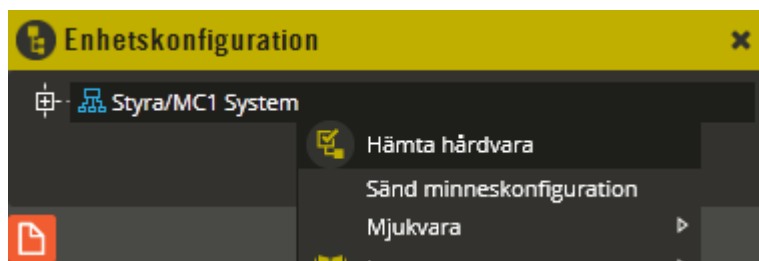 Enhetskonfiguration
Styra/MC1 System
Hämta hårdvara
Sänd minneskonfiguration
Mjukvara